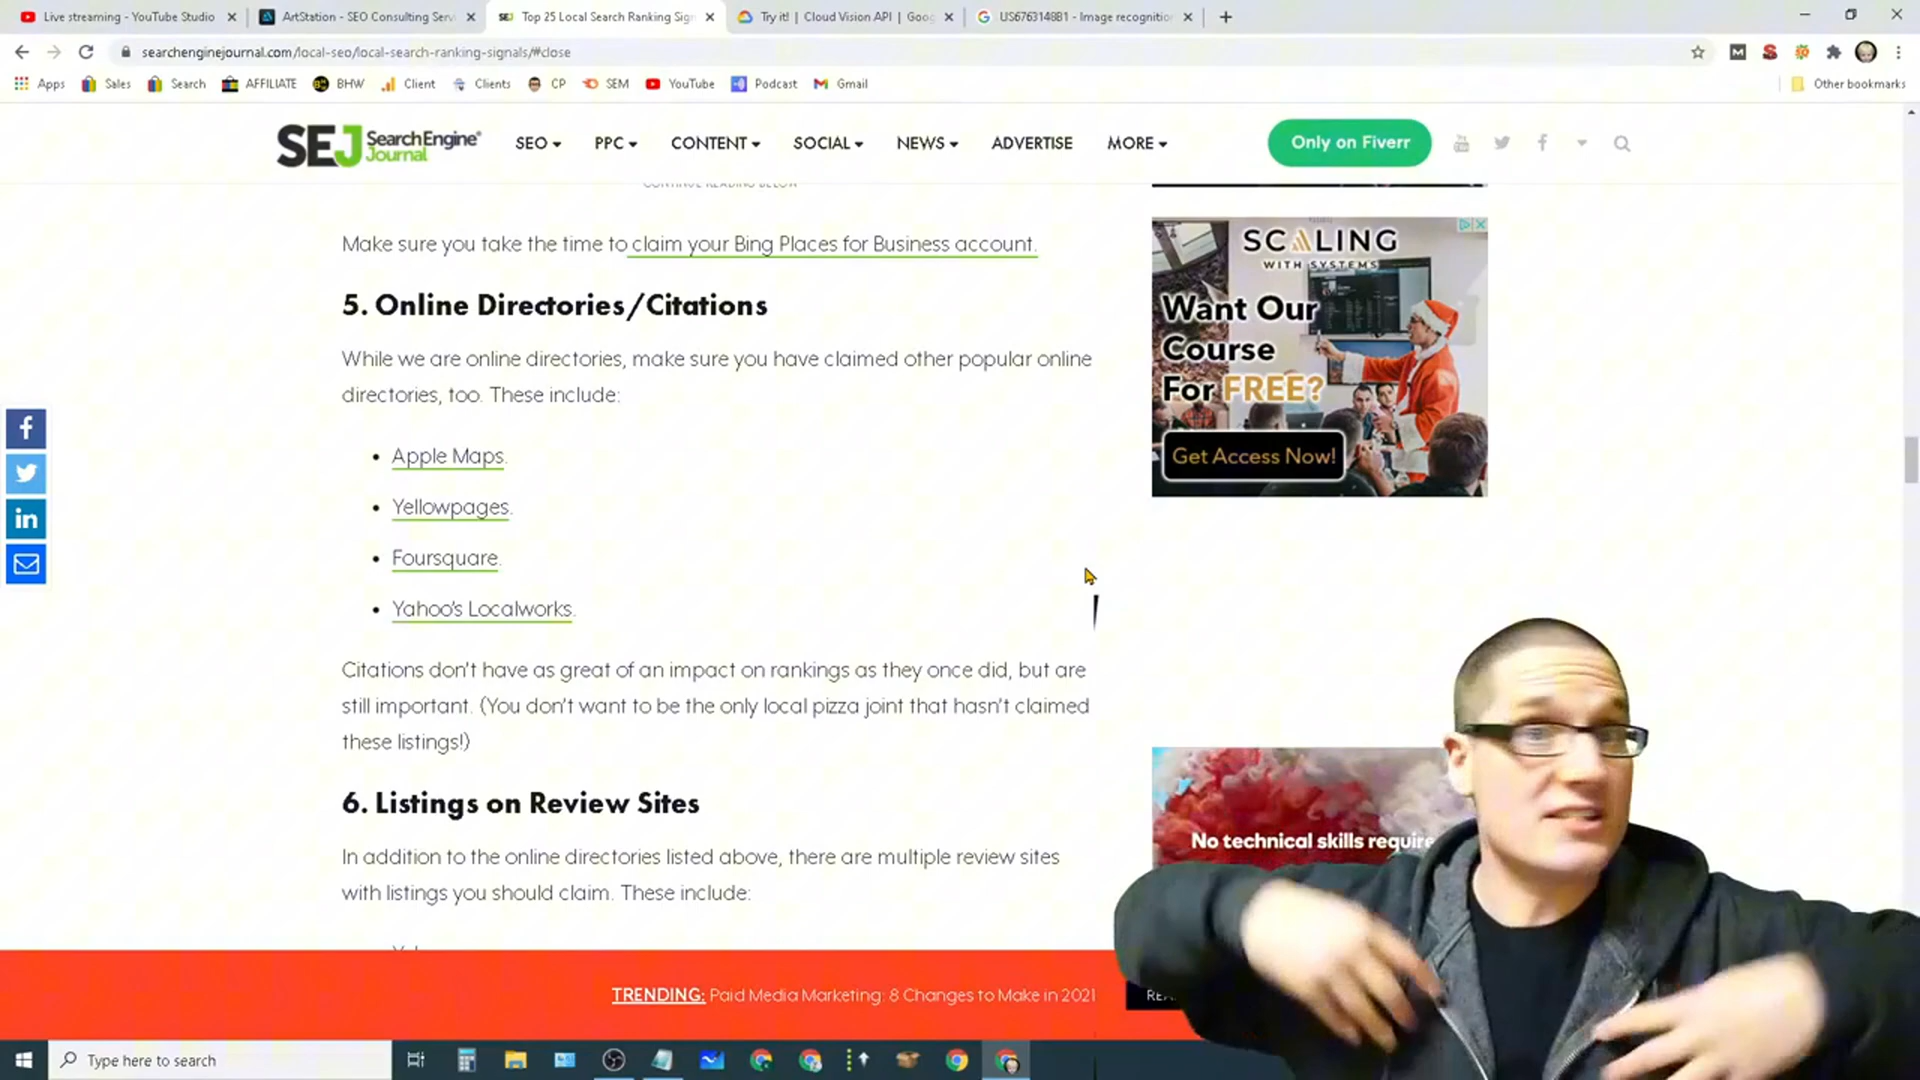 Live streaming - YouTube Studio
ArtStation - SEO Consulting Serv
Top 25 Local Search Ranking Sign
Try it! | Cloud Vision API | Goog
US6763148B1 - Image recognition
searchenginejournal.com/local-seo/local-search-ranking-signals/#close
Apps
Sales
Search
AFFILIATE
BHW
Client
Clients
CP
SEM
YouTube
Podcast
Gmail
Other bookmarks
SEJ SearchEngine Journal
SEO
PPC
CONTENT
SOCIAL
NEWS
ADVERTISE
MORE
Only on Fiverr
CONTINUE READING BELOW
Make sure you take the time to claim your Bing Places for Business account.
5. Online Directories/Citations
While we are online directories, make sure you have claimed other popular online
directories, too. These include:
• Apple Maps.
• Yellowpages.
• Foursquare.
• Yahoo's Localworks.
Citations don't have as great of an impact on rankings as they once did, but are
still important. (You don't want to be the only local pizza joint that hasn't claimed
these listings!)
6. Listings on Review Sites
In addition to the online directories listed above, there are multiple review sites
with listings you should claim. These include:
SCALING
WITH SYSTEMS
Want Our
Course
For FREE?
Get Access Now!
No technical skills require
TRENDING: Paid Media Marketing: 8 Changes to Make in 2021
Type here to search